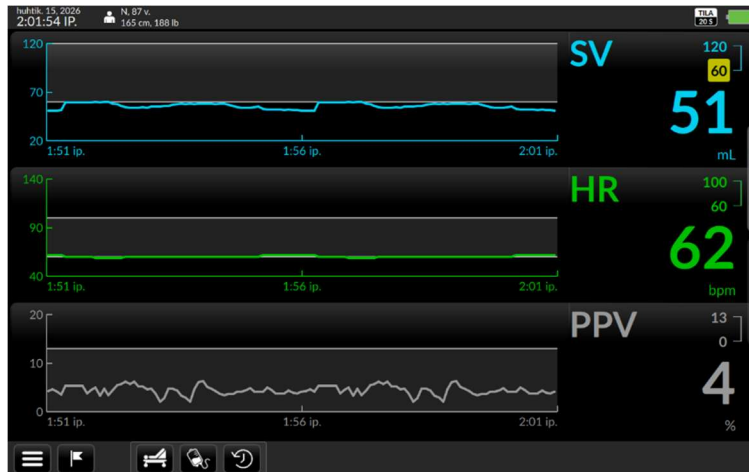 huhtik. 15, 2026
2:01:54 IP.
N, 87 v.
165 cm, 188 lb
TILA
20 S
120
70
20
1:51 ip.
1:56 ip.
2:01 ip.
SV
120
60
51
mL
140
90
40
1:51 ip.
1:56 ip.
2:01 ip.
HR
100
60
62
bpm
20
10
0
1:51 ip.
1:56 ip.
2:01 ip.
PPV
13
0
4
%